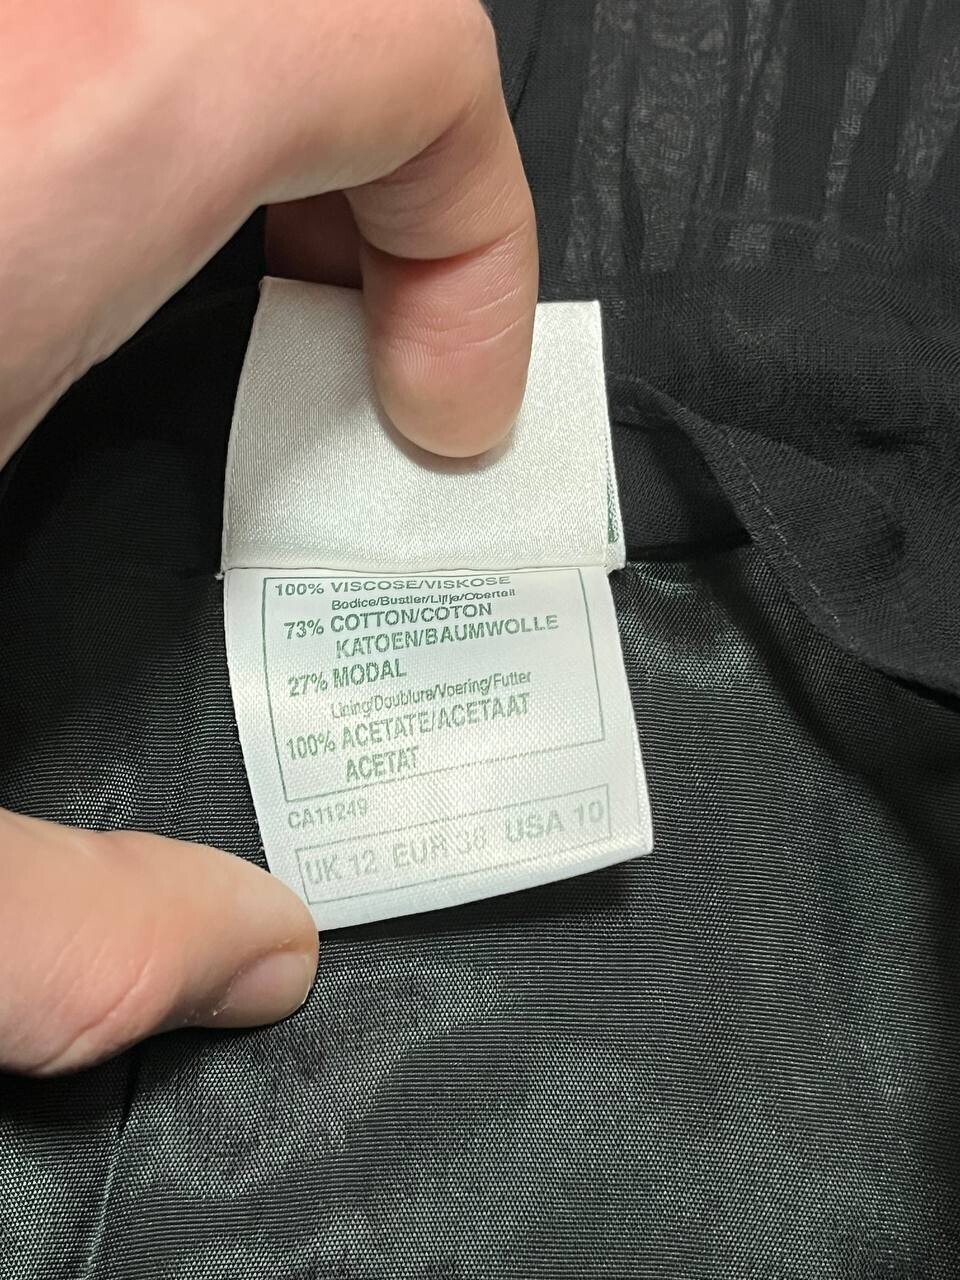 100% VISCOSE/VISKOSE
Bodice/Bustier/Lijfje/Oberteil
73% COTTON/COTON
KATOEN/BAUMWOLLE
27% MODAL
Lining/Doublure/Voering/Futter
100% ACETATE/ACETAAT
ACETAT
CA11249
UK 12 EUR 38 USA 10